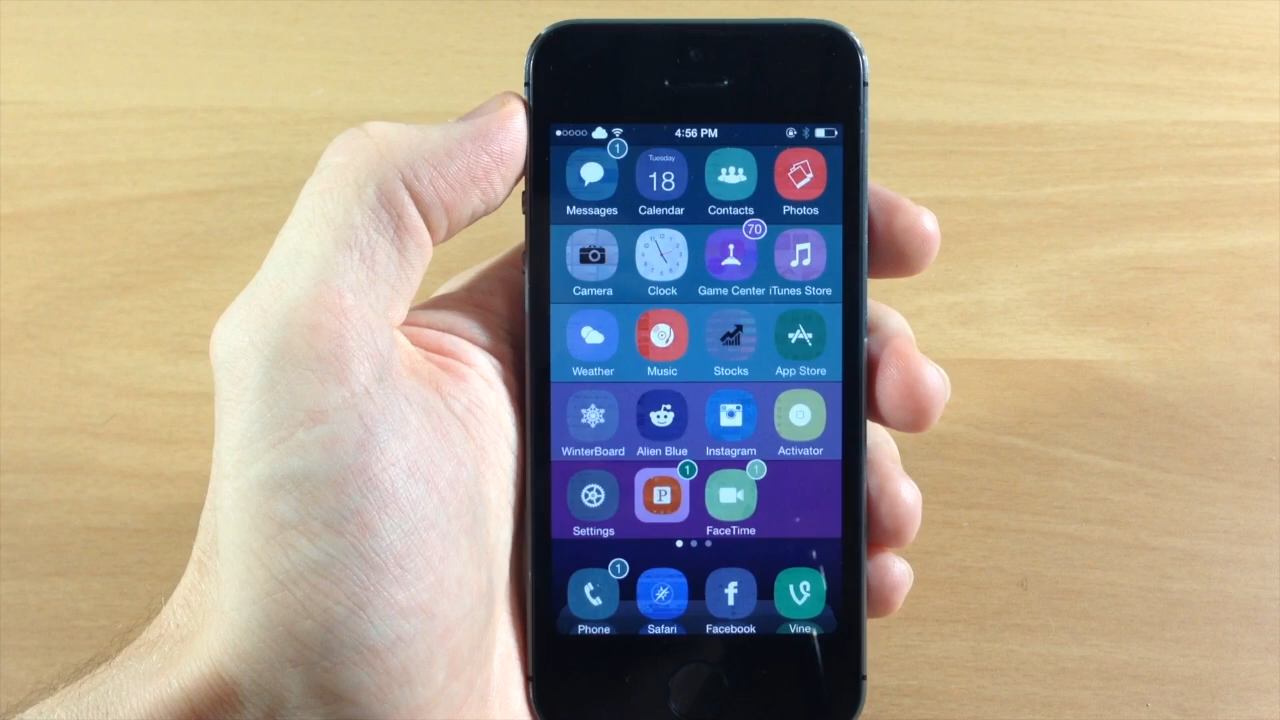 4:56 PM
1
Tuesday
18
Messages Calendar Contacts Photos
70
Camera Clock Game Center iTunes Store
Weather Music Stocks App Store
WinterBoard Alien Blue Instagram Activator
1 1
P
Settings FaceTime
1
f
Phone Safari Facebook Vine